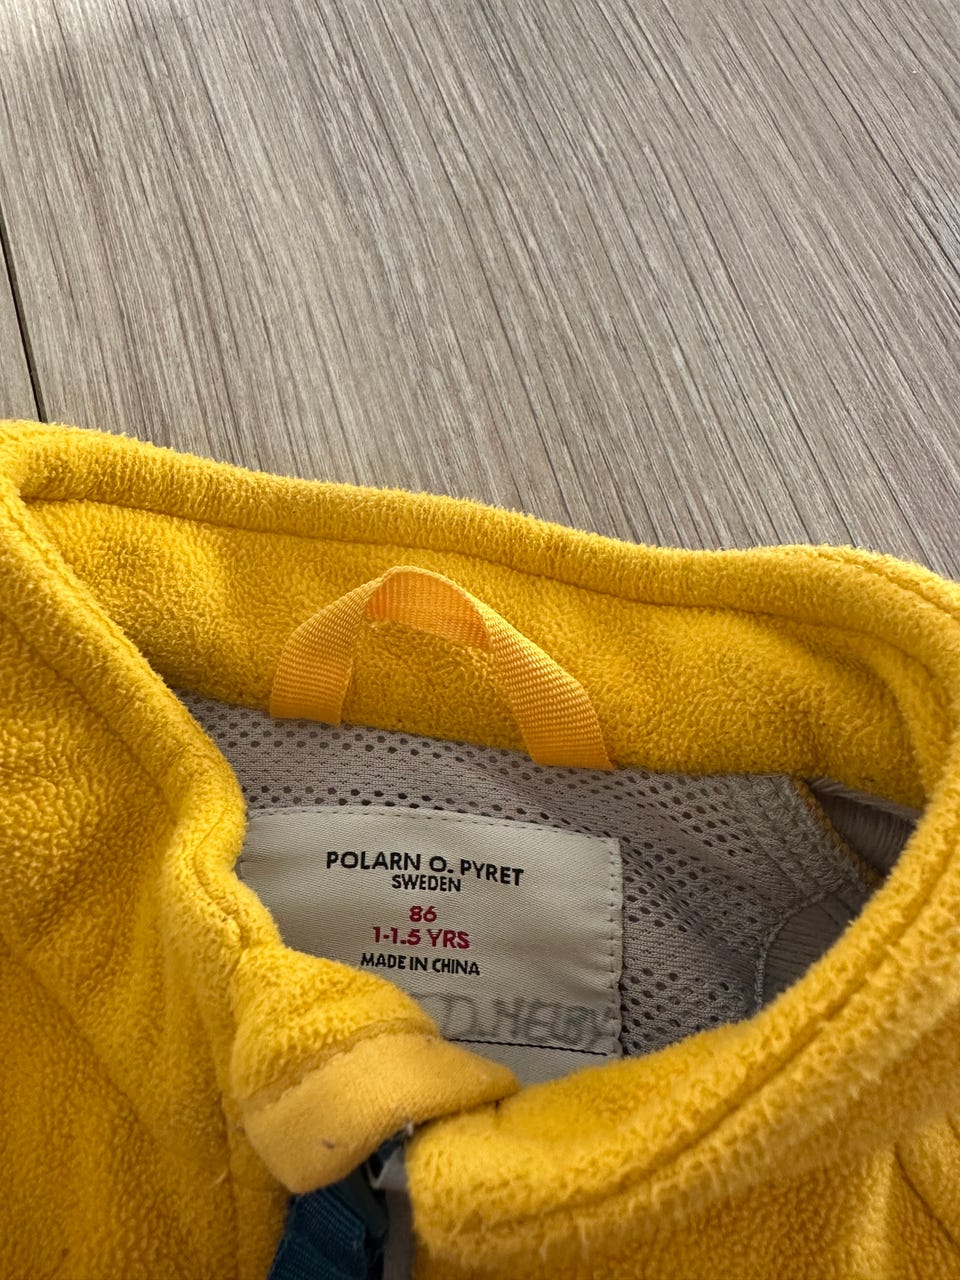 POLARN O. PYRET
SWEDEN
86
1-1.5 YRS
MADE IN CHINA